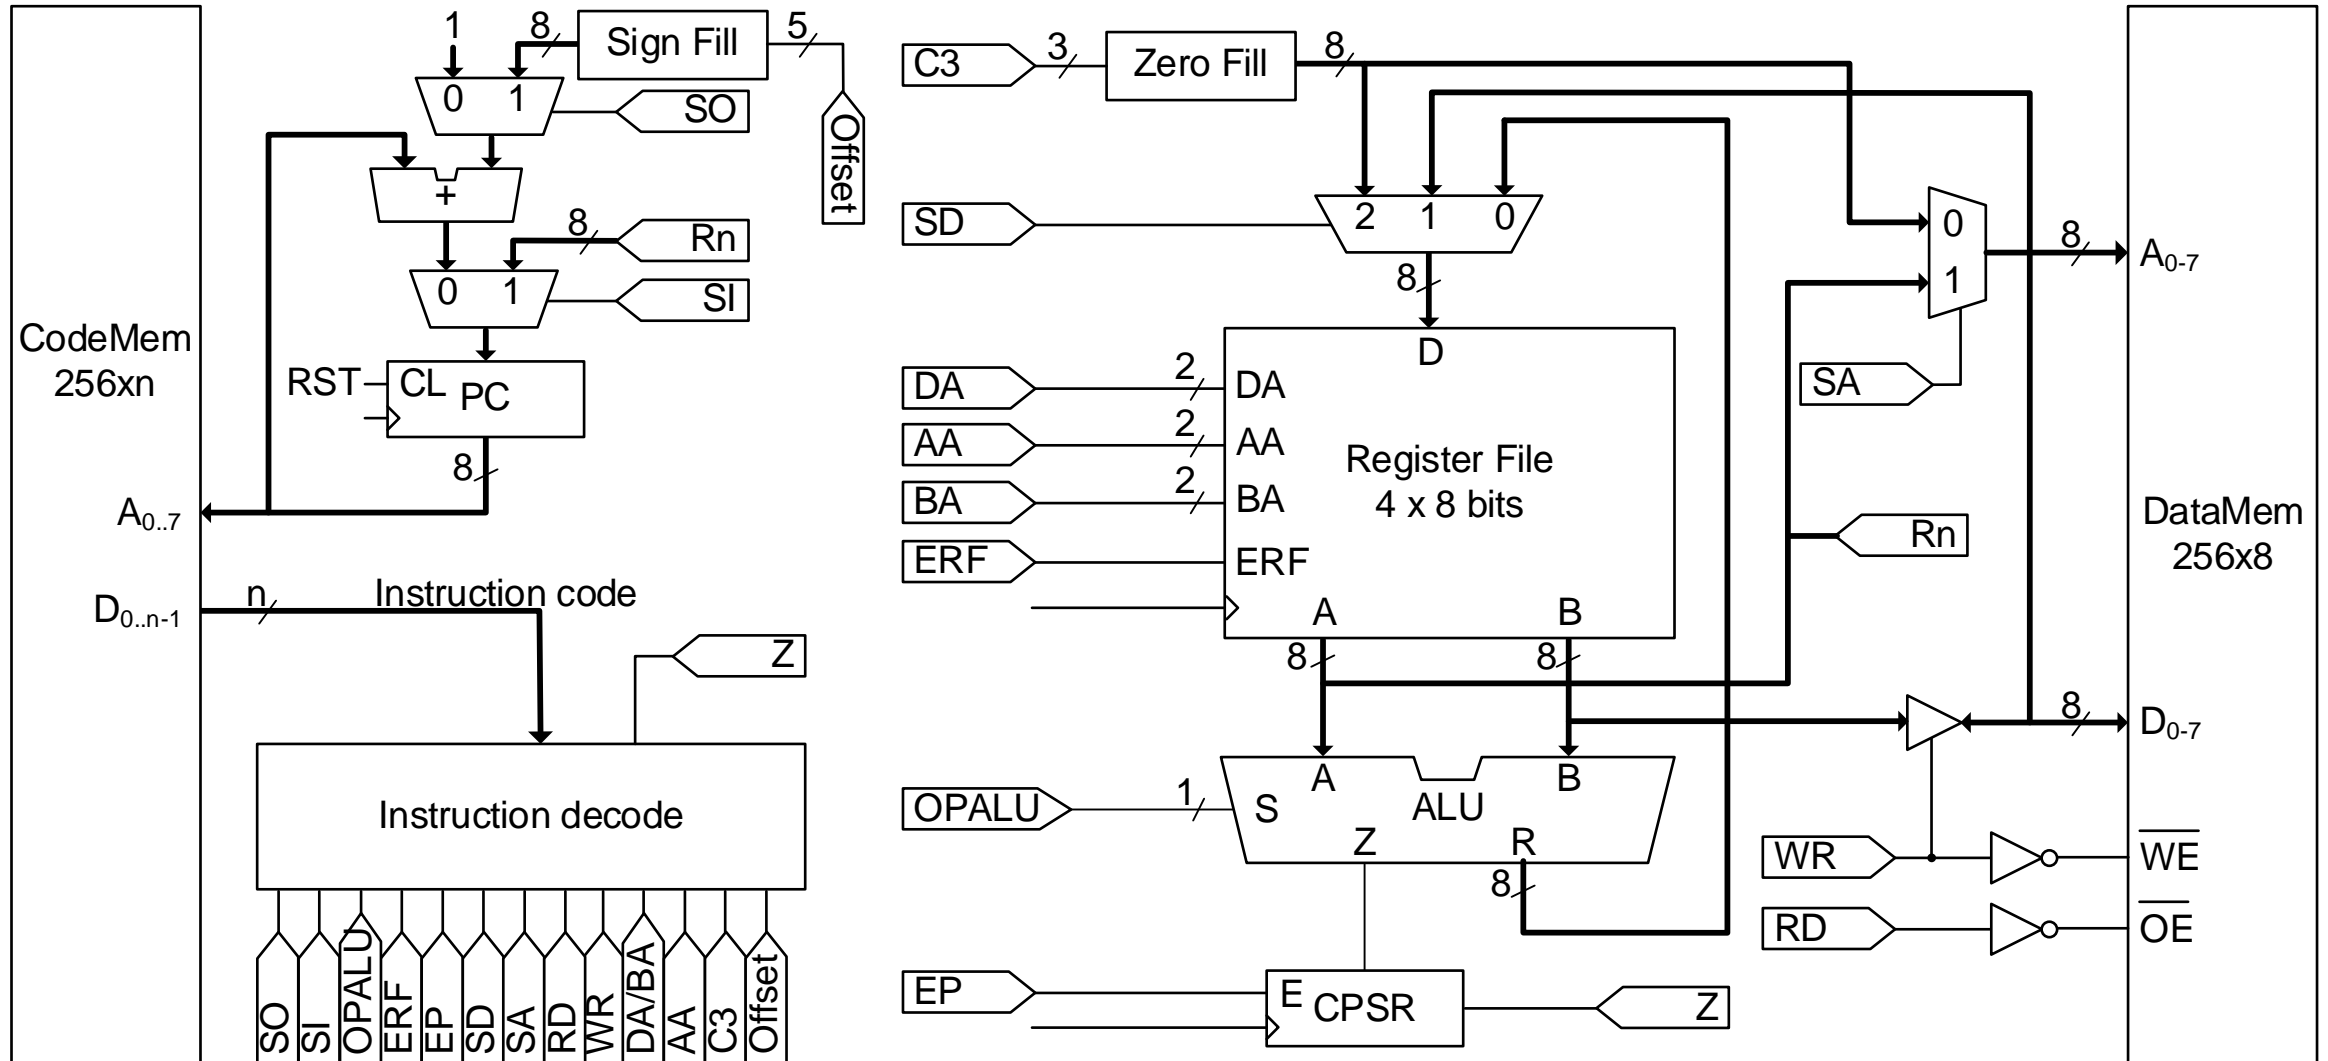 CodeMem
256xn
A0..7
D0..n-1
n
Instruction code
1
8
Sign Fill
5
Offset
0 1
SO
+
8
Rn
0 1
SI
RST
CL PC
8
Z
Instruction decode
SO
SI
OPALU
ERF
EP
SD
SA
RD
WR
DA/BA
AA
C3
Offset
C3
3
Zero Fill
8
SD
2 1 0
8
D
DA
2
DA
AA
2
AA
BA
2
BA
ERF
ERF
Register File
4 x 8 bits
A B
8
8
OPALU
1
S
A B
ALU
Z R
8
EP
E CPSR
Z
0
1
SA
8
A0-7
Rn
DataMem
256x8
8
D0-7
WR
WE
RD
OE